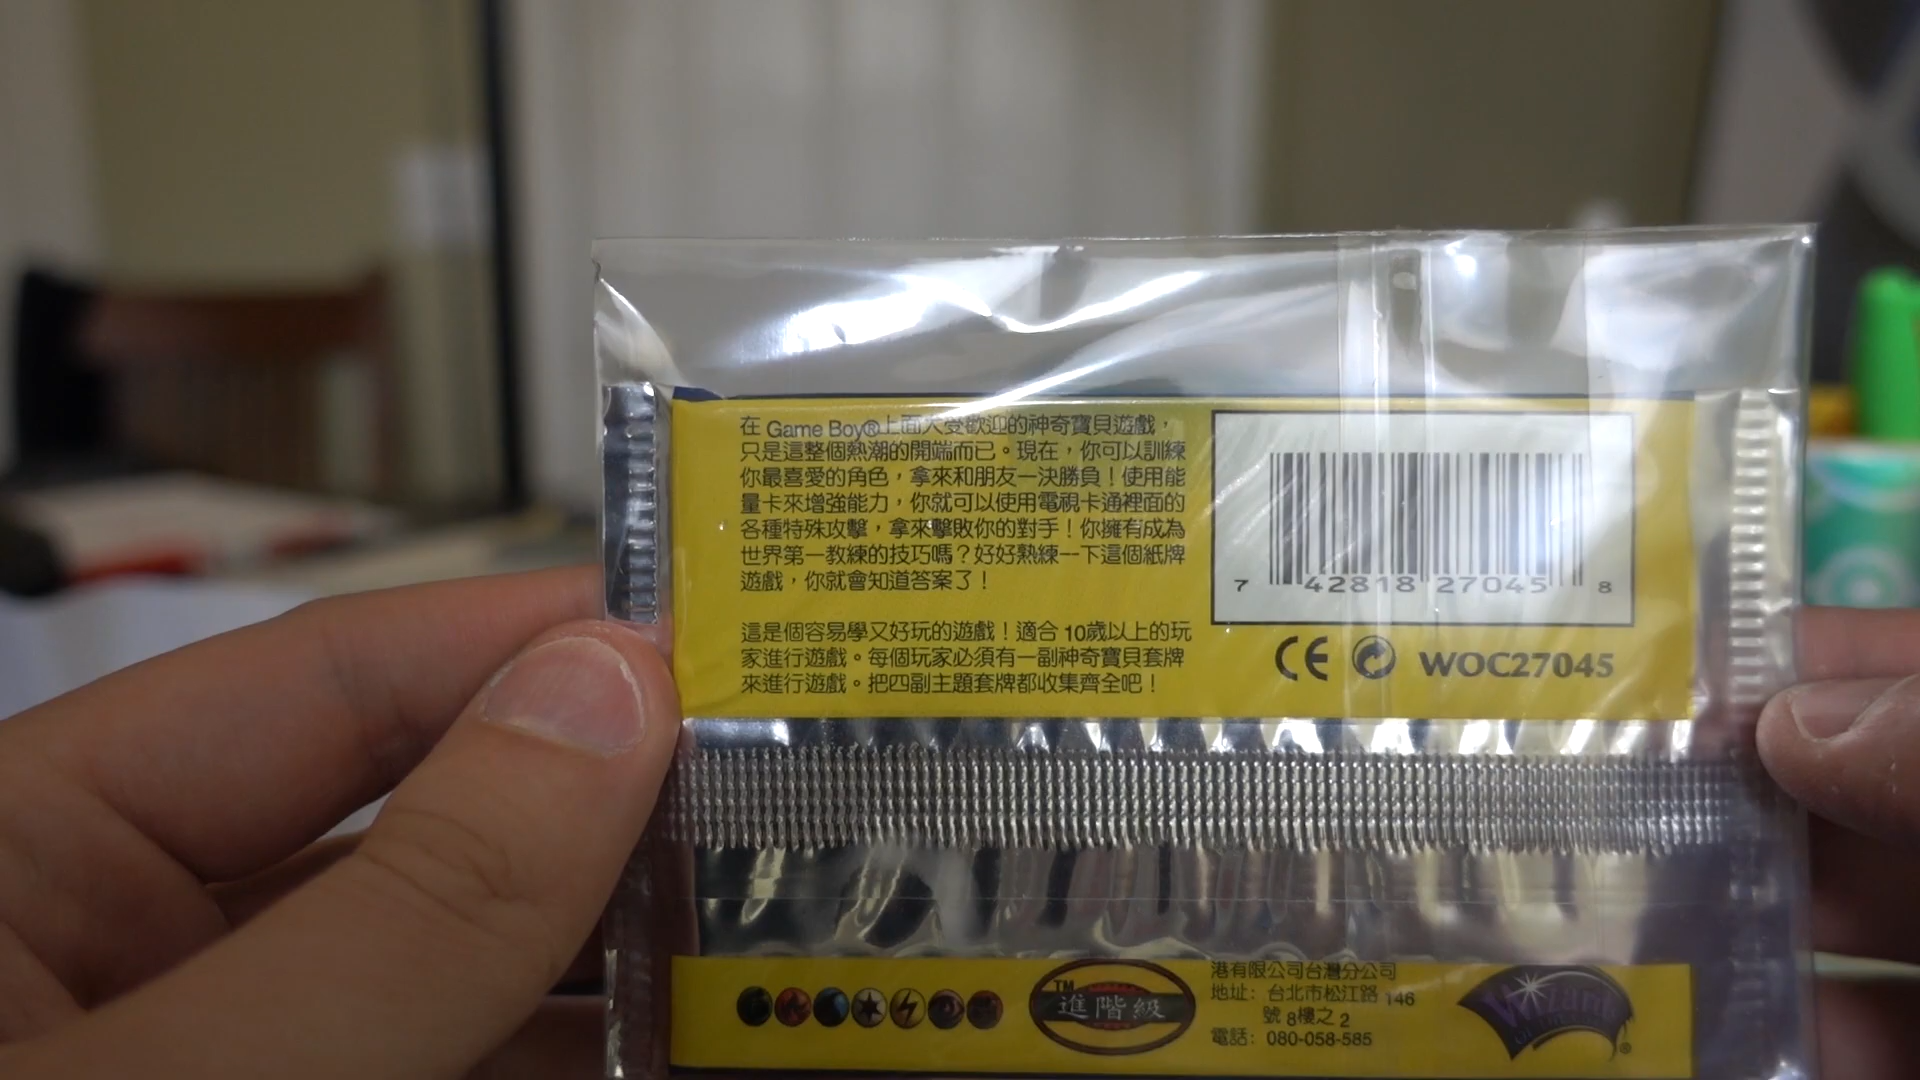 在 Game Boy®上面大受歡迎的神奇寶貝遊戲，
只是這整個熱潮的開端而已。現在，你可以訓練
你最喜愛的角色，拿來和朋友一決勝負！使用能
量卡來增強能力，你就可以使用電視卡通裡面的
各種特殊攻擊，拿來擊敗你的對手！你擁有成為
世界第一教練的技巧嗎？好好熟練一下這個紙牌
遊戲，你就會知道答案了！
這是個容易學又好玩的遊戲！適合 10歲以上的玩
家進行遊戲。每個玩家必須有一副神奇寶貝套牌
來進行遊戲。把四副主題套牌都收集齊全吧！
7 42818 27045 8
CE WOC27045
TM
進階級
港有限公司台灣分公司
地址：台北市松江路 146
號 8樓之 2
電話：080-058-585
Wizards
OF THE COAST
®